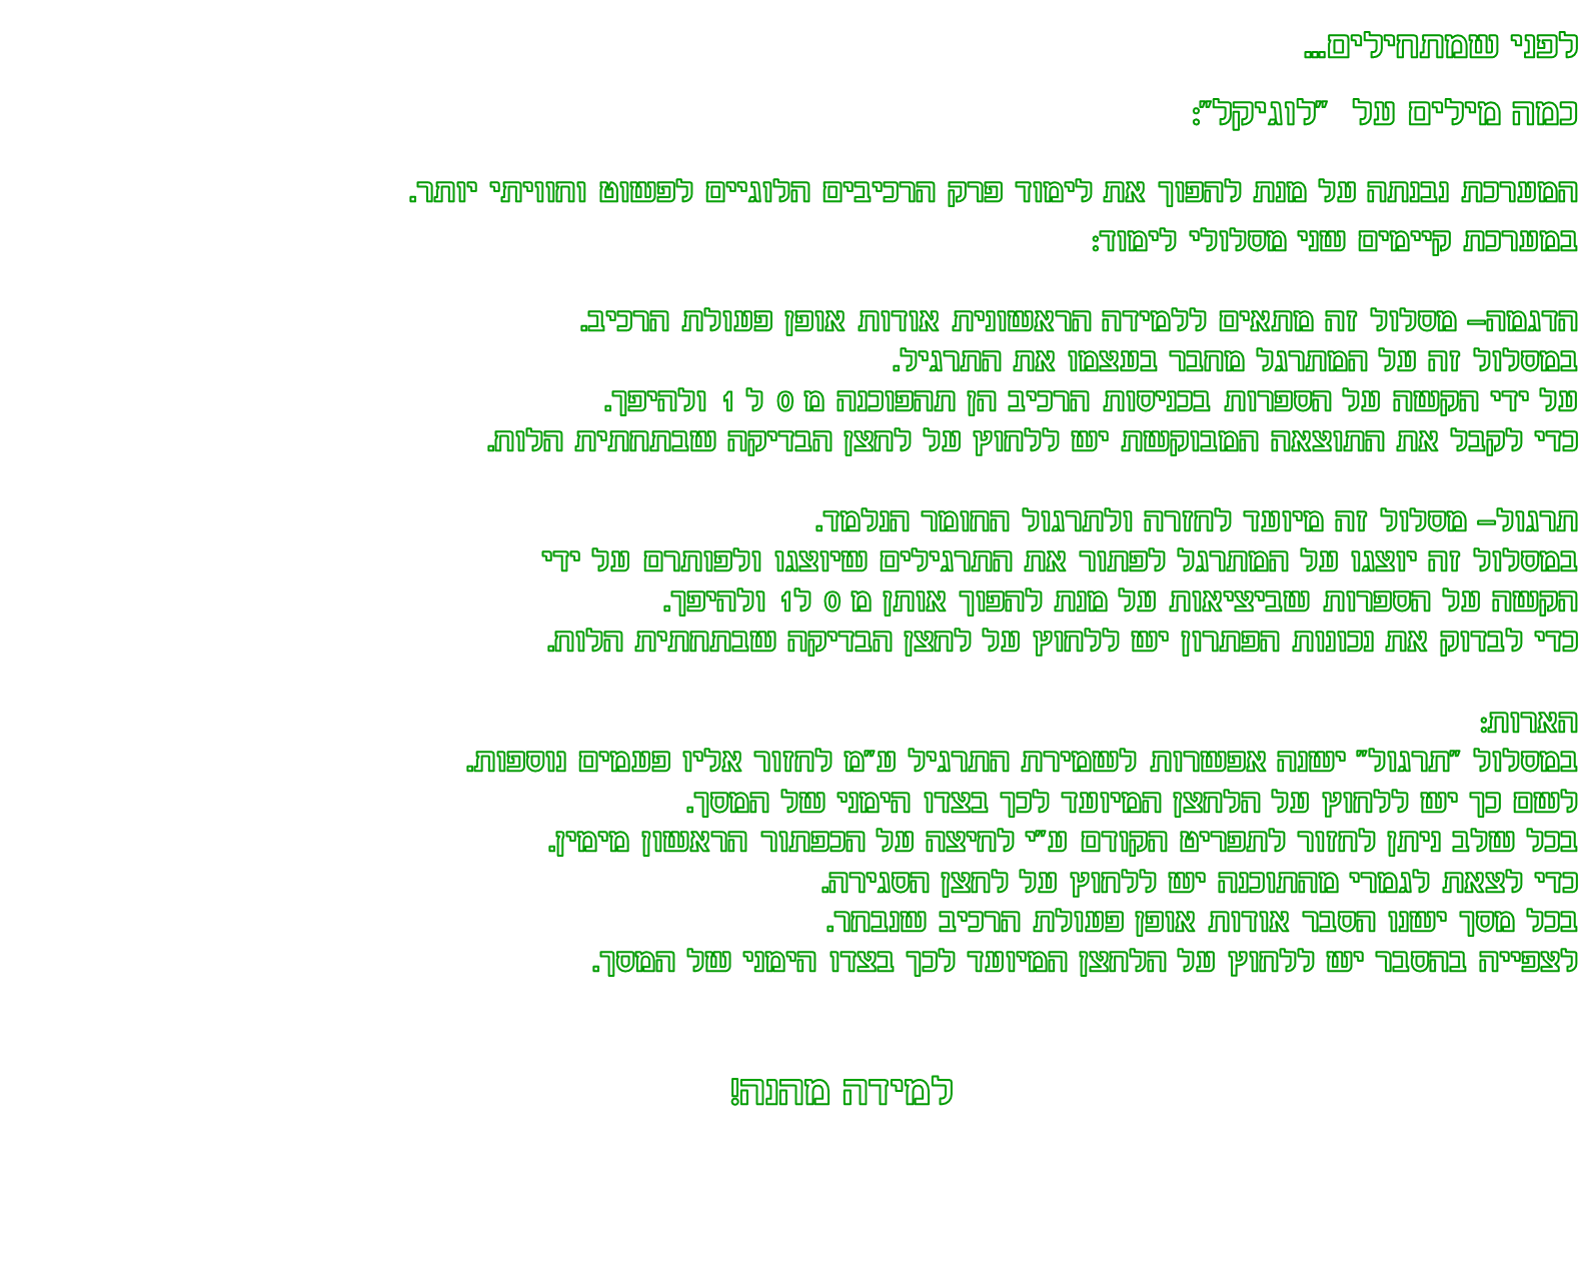 לפני שמתחילים...
כמה מילים על "לוגיקל":
המערכת נבנתה על מנת להפוך את לימוד פרק הרכיבים הלוגיים לפשוט וחוויתי יותר.
במערכת קיימים שני מסלולי לימוד:
הדגמה– מסלול זה מתאים ללמידה הראשונית אודות אופן פעולת הרכיב.
במסלול זה על המתרגל מחבר בעצמו את התרגיל.
על ידי הקשה על הספרות בכניסות הרכיב הן תהפוכנה מ 0 ל 1 ולהיפך.
כדי לקבל את התוצאה המבוקשת יש ללחוץ על לחצן הבדיקה שבתחתית הלוח.
תרגול– מסלול זה מיועד לחזרה ולתרגול החומר הנלמד.
במסלול זה יוצגו על המתרגל לפתור את התרגילים שיוצגו ולפותרם על ידי
הקשה על הספרות שביציאות על מנת להפוך אותן מ 0 ל1 ולהיפך.
כדי לבדוק את נכונות הפתרון יש ללחוץ על לחצן הבדיקה שבתחתית הלוח.
הארות:
במסלול "תרגול" ישנה אפשרות לשמירת התרגיל ע"מ לחזור אליו פעמים נוספות.
לשם כך יש ללחוץ על הלחצן המיועד לכך בצדו הימני של המסך.
בכל שלב ניתן לחזור לתפריט הקודם ע"י לחיצה על הכפתור הראשון מימין.
כדי לצאת לגמרי מהתוכנה יש ללחוץ על לחצן הסגירה.
בכל מסך ישנו הסבר אודות אופן פעולת הרכיב שנבחר.
לצפייה בהסבר יש ללחוץ על הלחצן המיועד לכך בצדו הימני של המסך.
למידה מהנה!